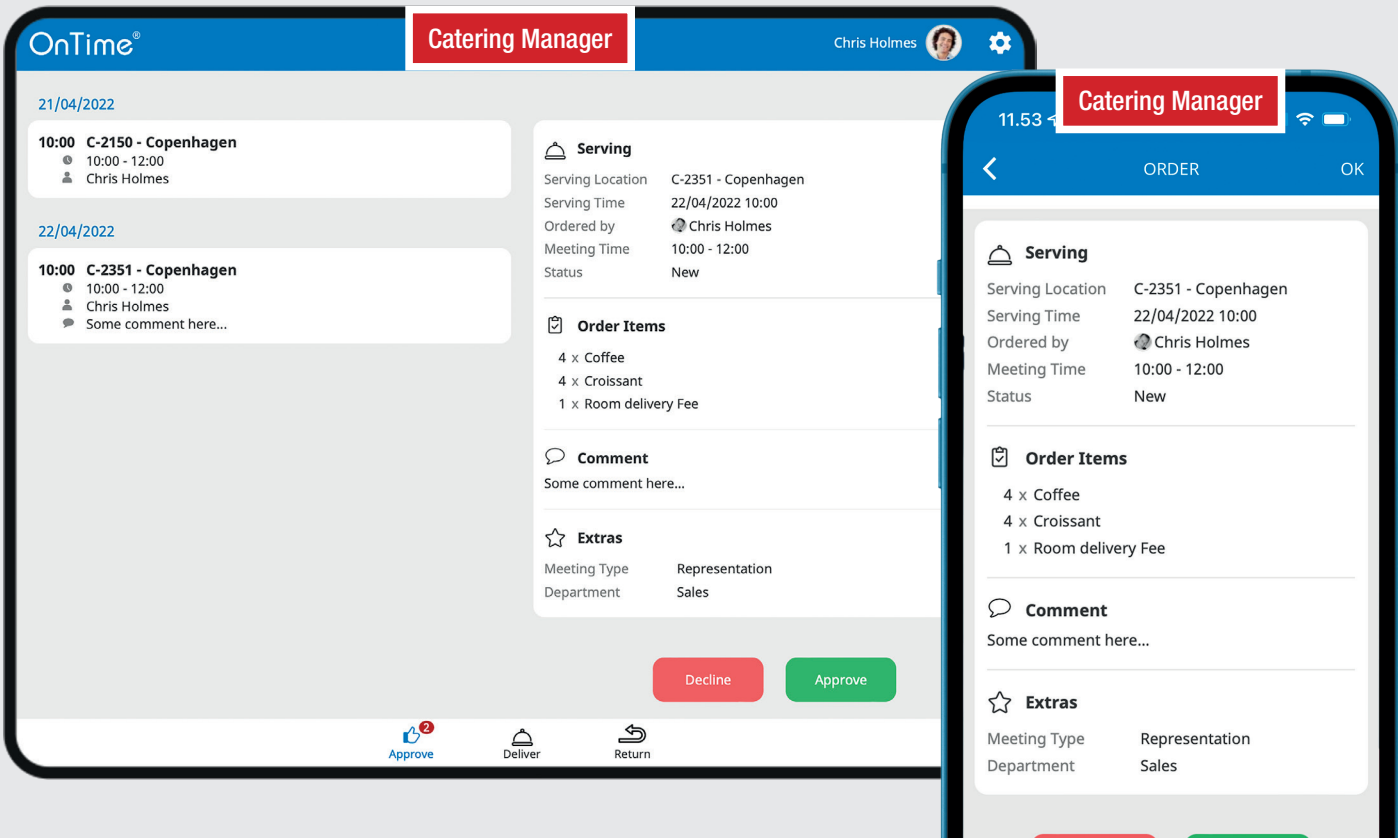 OnTime®
Catering Manager
Chris Holmes
21/04/2022
10:00 C-2150 - Copenhagen
10:00 - 12:00
Chris Holmes
22/04/2022
10:00 C-2351 - Copenhagen
10:00 - 12:00
Chris Holmes
Some comment here...
Serving
Serving Location C-2351 - Copenhagen
Serving Time 22/04/2022 10:00
Ordered by Chris Holmes
Meeting Time 10:00 - 12:00
Status New
Order Items
4 x Coffee
4 x Croissant
1 x Room delivery Fee
Comment
Some comment here...
Extras
Meeting Type Representation
Department Sales
Decline Approve
2
Approve Deliver Return
Catering Manager
11.53
ORDER OK
Serving
Serving Location C-2351 - Copenhagen
Serving Time 22/04/2022 10:00
Ordered by Chris Holmes
Meeting Time 10:00 - 12:00
Status New
Order Items
4 x Coffee
4 x Croissant
1 x Room delivery Fee
Comment
Some comment here...
Extras
Meeting Type Representation
Department Sales